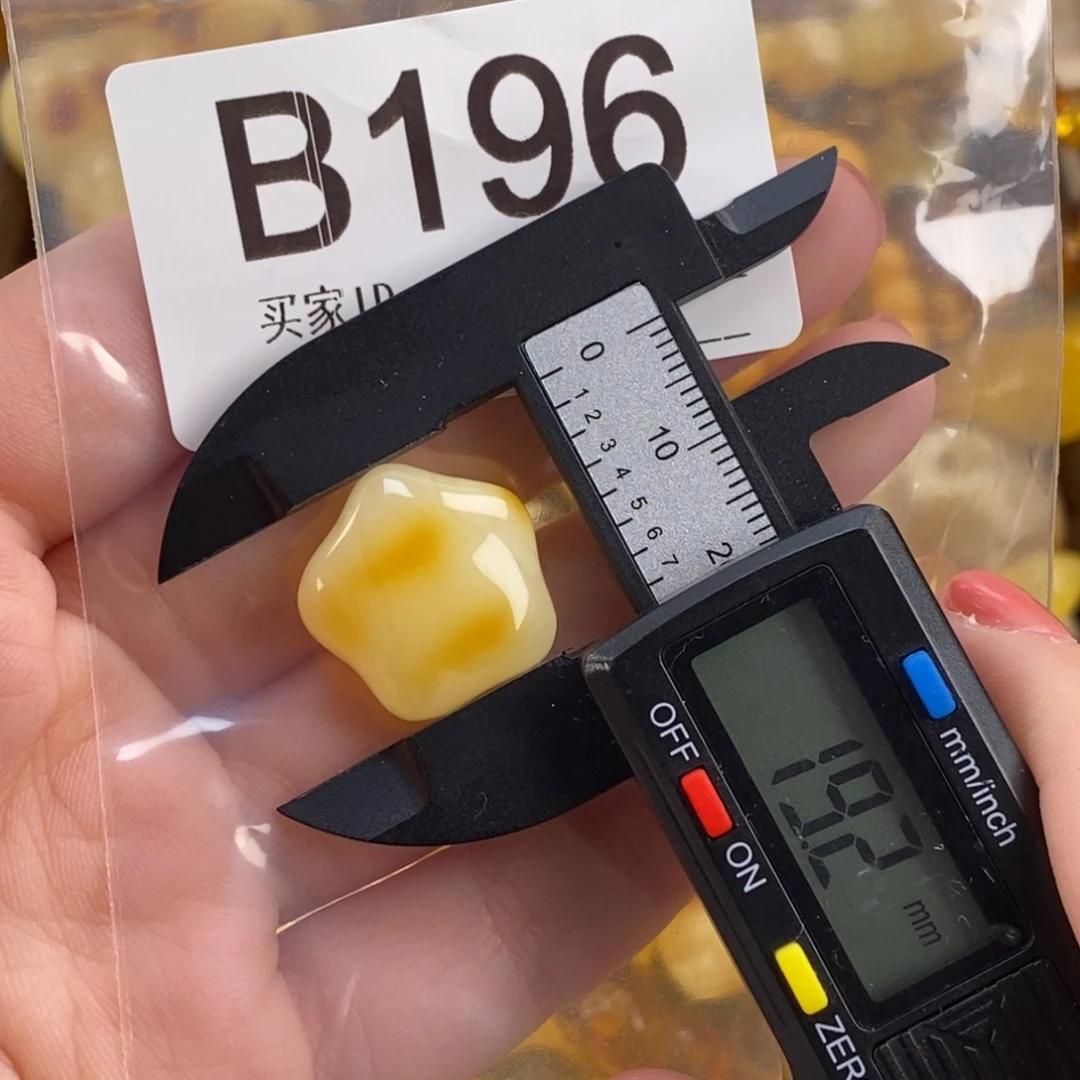 B196
买家ID
0 10 2
1 2 3 4 5 6 7
mm/inch
OFF ON
19.2
mm
ZER